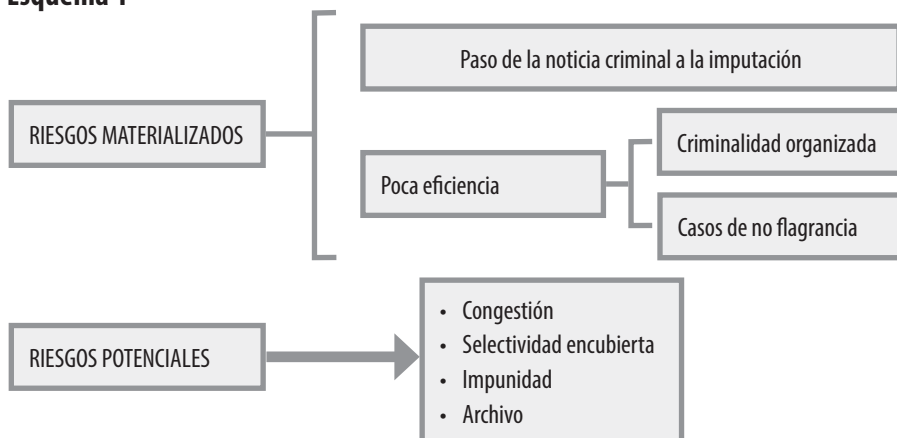 Esquema 1
Paso de la noticia criminal a la imputación
RIESGOS MATERIALIZADOS
Criminalidad organizada
Poca eficiencia
Casos de no flagrancia
RIESGOS POTENCIALES
• Congestión
• Selectividad encubierta
• Impunidad
• Archivo